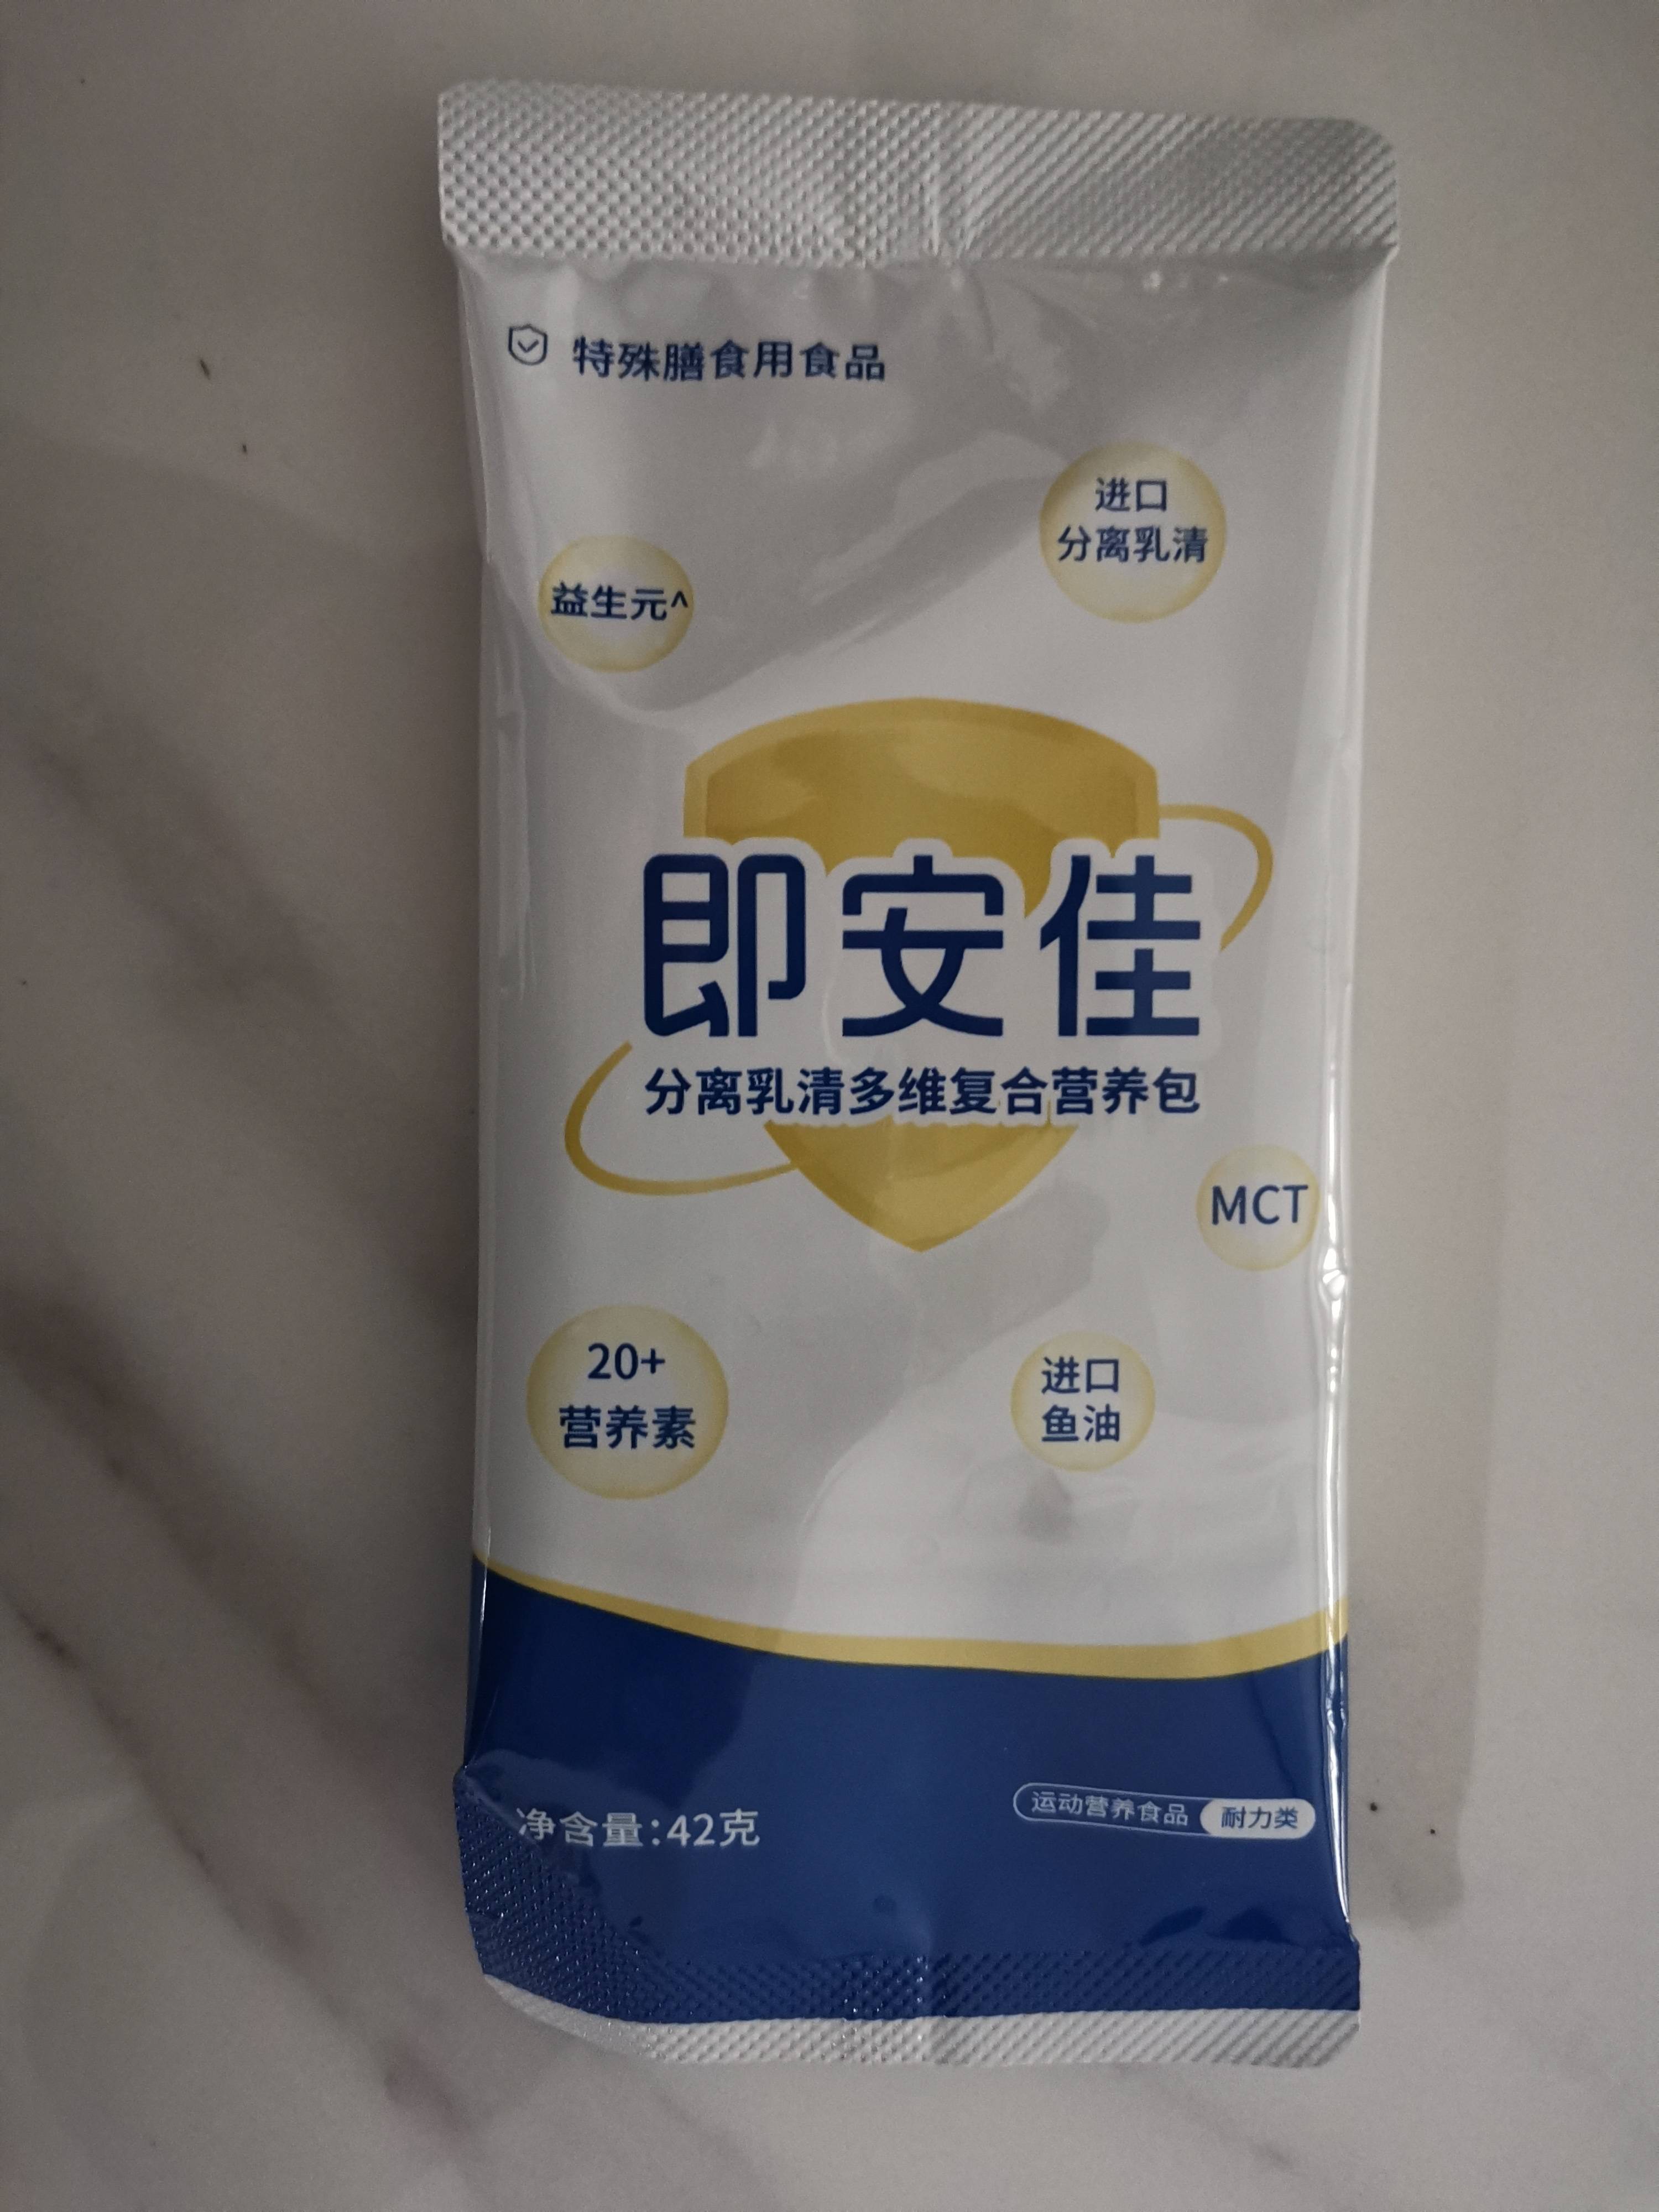 特殊膳食用食品
进口
分离乳清
益生元^
即安佳
分离乳清多维复合营养包
MCT
20+
营养素
进口
鱼油
净含量:42克
运动营养食品 耐力类